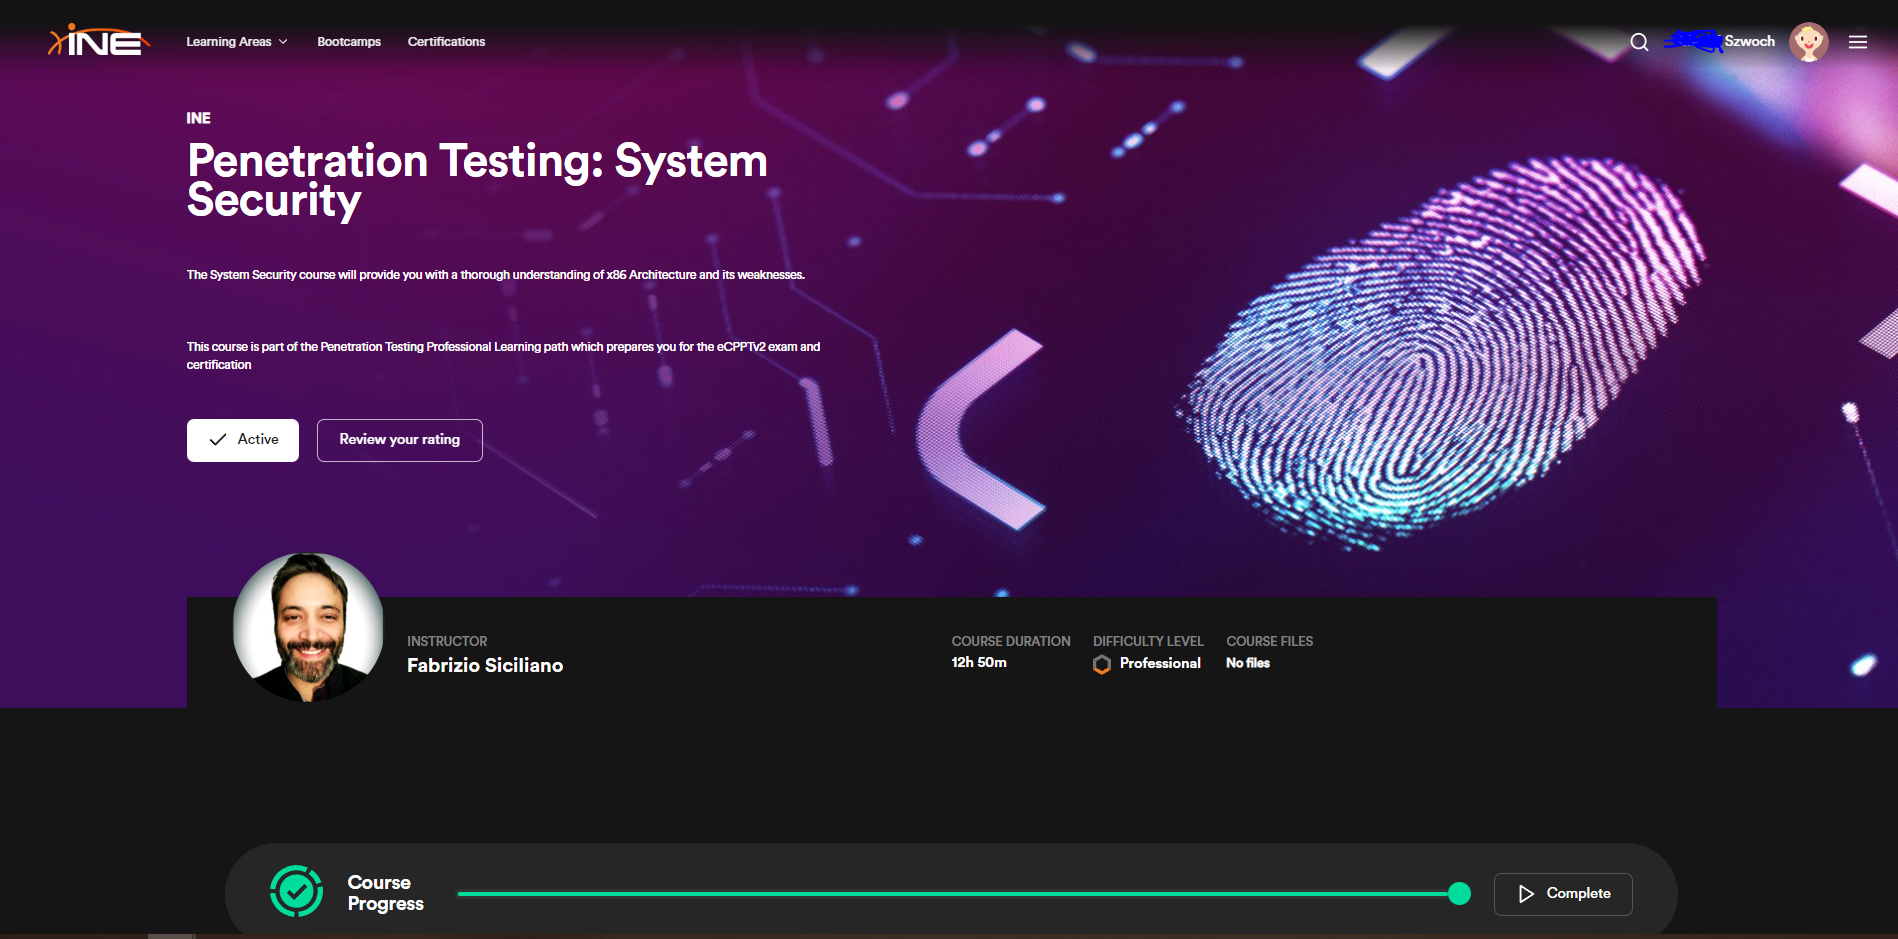 INE
Learning Areas
Bootcamps
Certifications
Szwoch
INE
Penetration Testing: System
Security
The System Security course will provide you with a thorough understanding of x86 Architecture and its weaknesses.
This course is part of the Penetration Testing Professional Learning path which prepares you for the eCPPTv2 exam and
certification
Active
Review your rating
INSTRUCTOR
Fabrizio Siciliano
COURSE DURATION
12h 50m
DIFFICULTY LEVEL
Professional
COURSE FILES
No files
Course
Progress
Complete